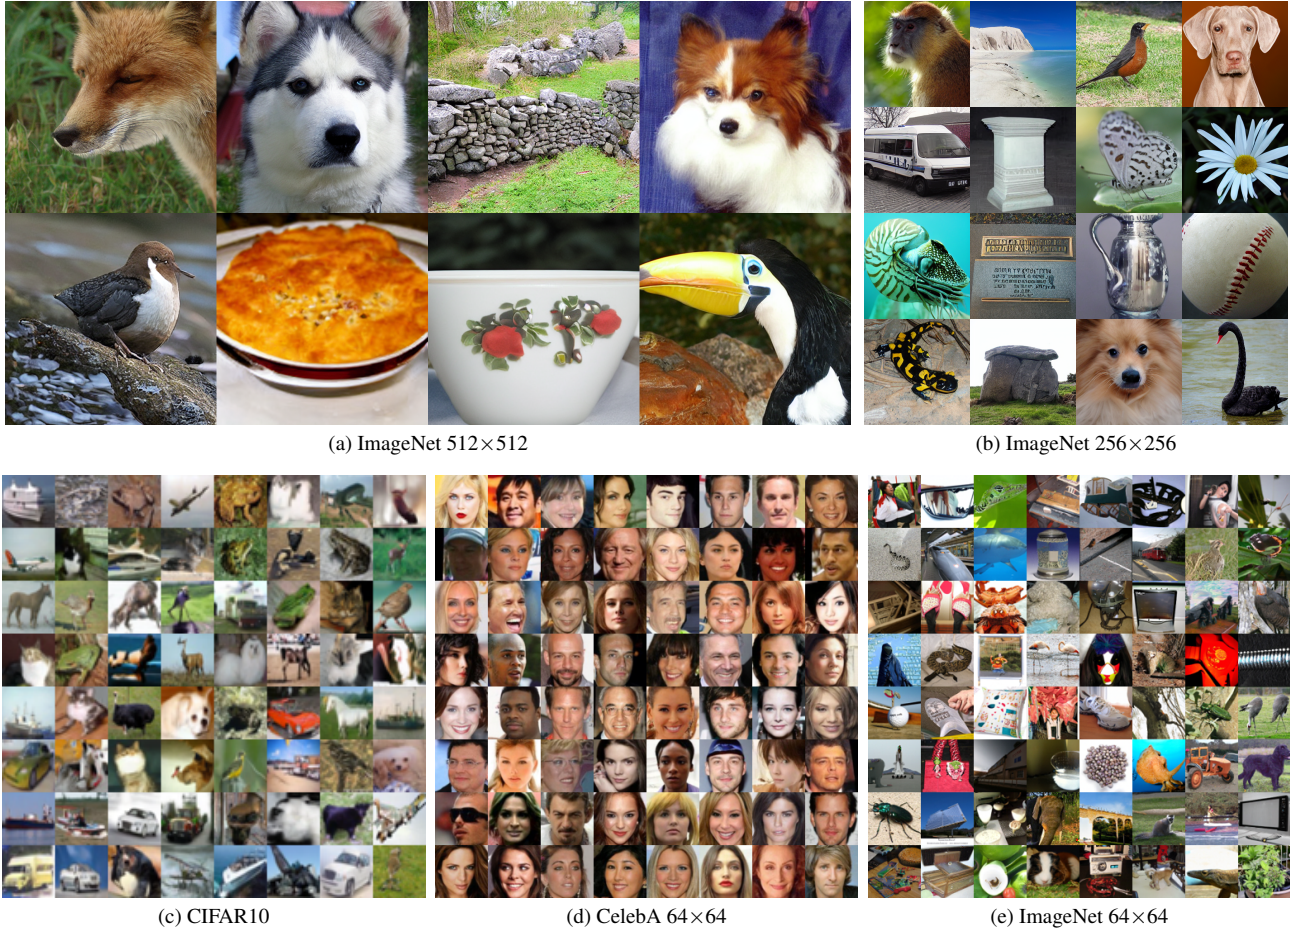 (a) ImageNet 512×512
(b) ImageNet 256×256
(c) CIFAR10
(d) CelebA 64×64
(e) ImageNet 64×64